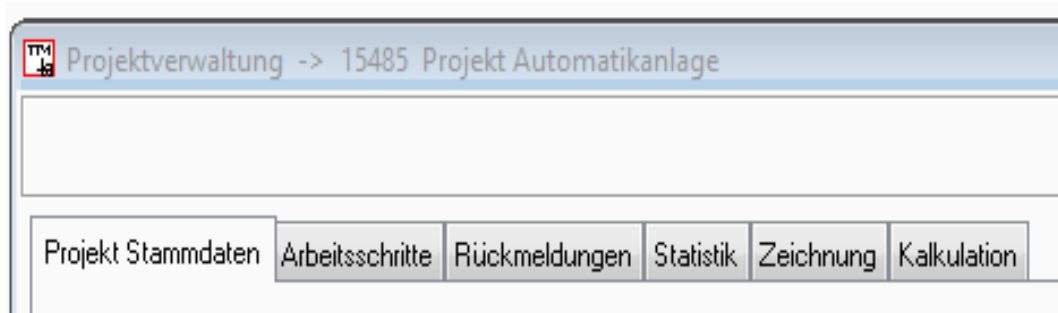 Projektverwaltung -> 15485 Projekt Automatikanlage
Projekt Stammdaten Arbeitsschritte Rückmeldungen Statistik Zeichnung Kalkulation